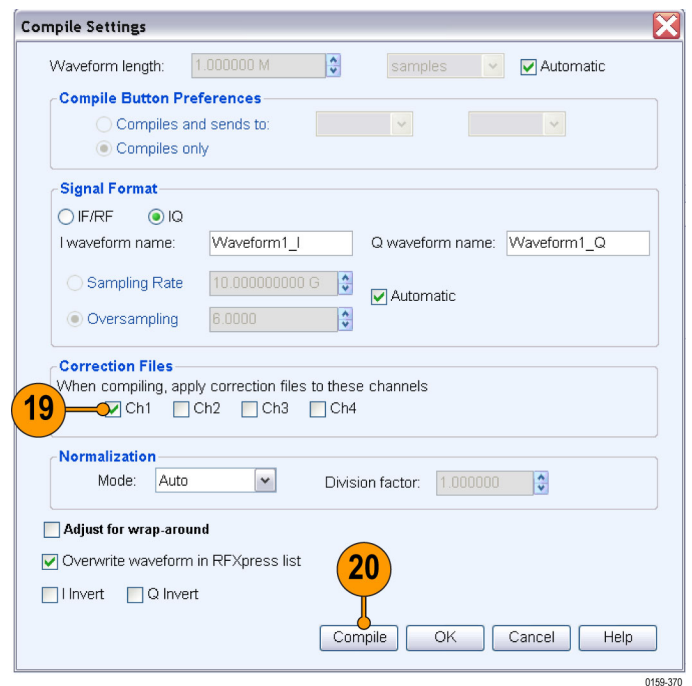 Compile Settings
Waveform length: 1.000000 M samples Automatic
Compile Button Preferences
Compiles and sends to:
Compiles only
Signal Format
IF/RF IQ
I waveform name: Waveform1_I Q waveform name: Waveform1_Q
Sampling Rate 10.000000000 G
Automatic
Oversampling 6.0000
Correction Files
When compiling, apply correction files to these channels
19 Ch1 Ch2 Ch3 Ch4
Normalization
Mode: Auto Division factor: 1.000000
Adjust for wrap-around
Overwrite waveform in RFXpress list
20
I Invert Q Invert
Compile OK Cancel Help
0159-370